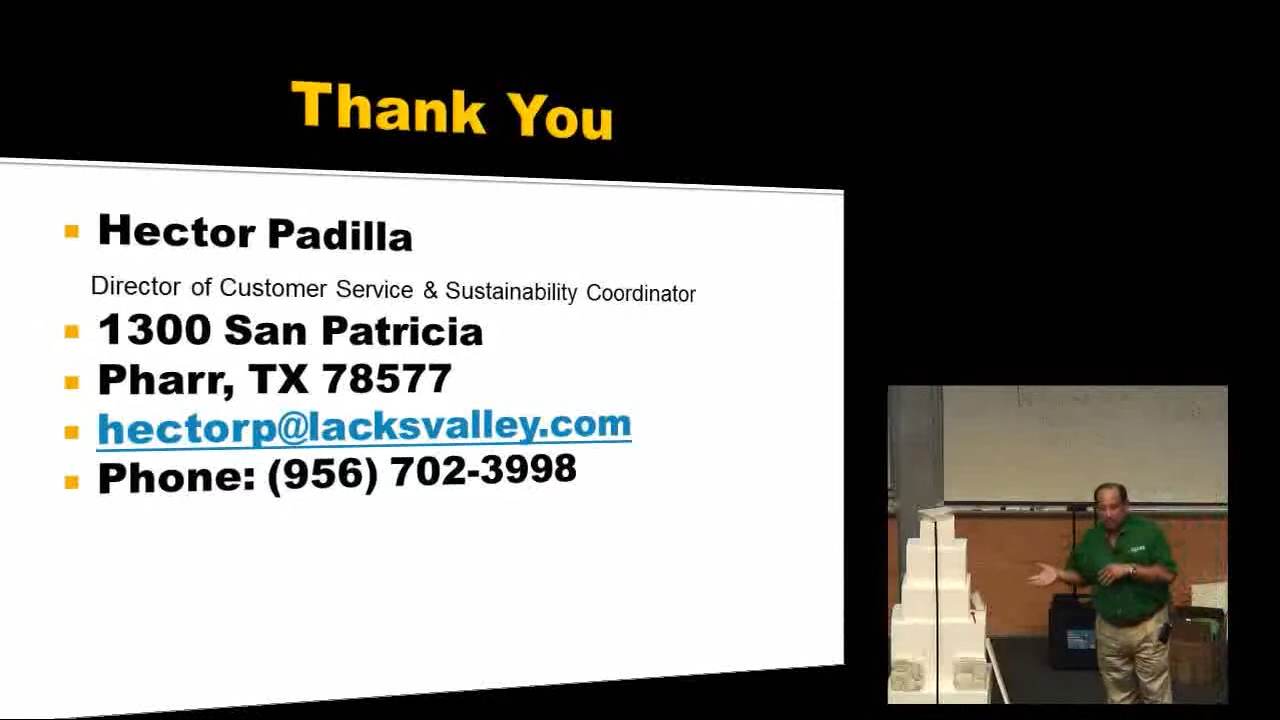 Thank You
Hector Padilla
Director of Customer Service & Sustainability Coordinator
1300 San Patricia
Pharr, TX 78577
hectorp@lacksvalley.com
Phone: (956) 702-3998